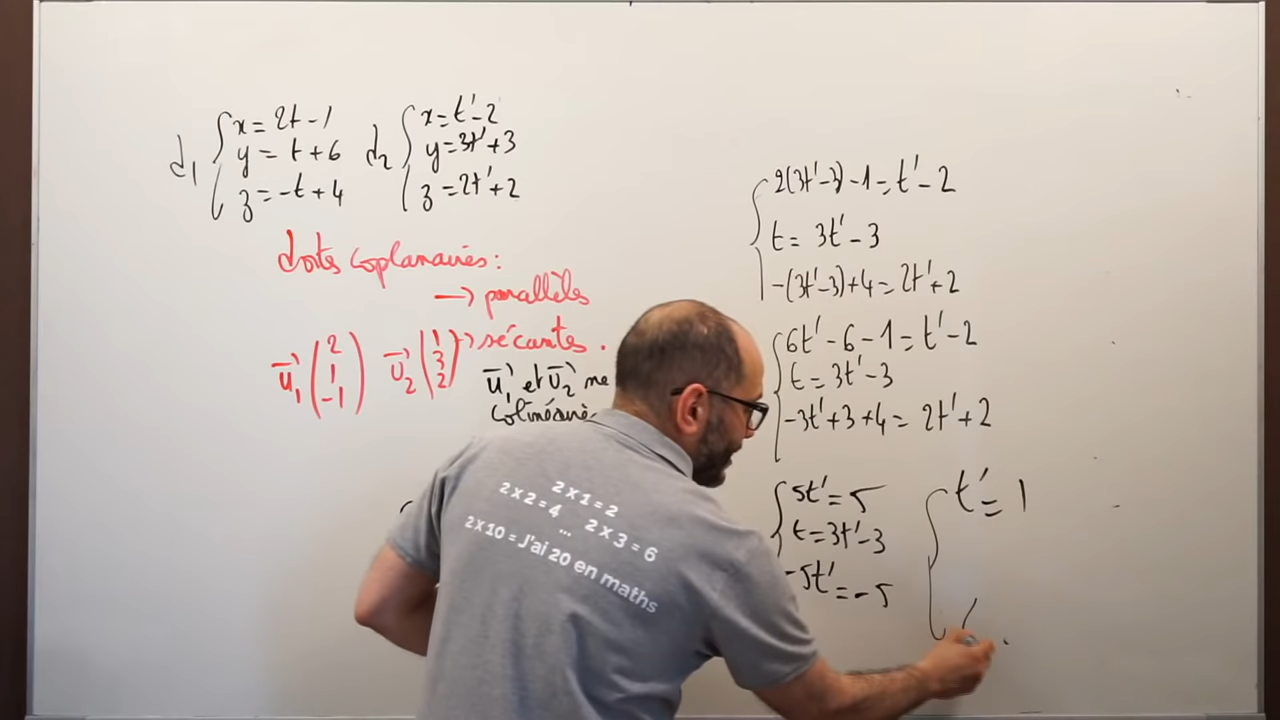 d₁ { x = 2t - 1
y = t + 6
z = -t + 4
d₂ { x = t' - 2
y = 3t' + 3
z = 2t' + 2
droites coplanaires :
→ parallèles
→ sécantes .
u₁→ ( 2 1 -1 ) u₂→ ( 1 3 2 )
u₁→ et u₂→ ne
colinéaire
2(3t'-3)-1 = t' - 2
t = 3t' - 3
-(3t'-3)+4 = 2t' + 2
6t' - 6 - 1 = t' - 2
t = 3t' - 3
-3t' + 3 + 4 = 2t' + 2
5t' = 5
t = 3t' - 3
-5t' = -5
t' = 1
2 x 1 = 2
2 x 2 = 4 2 x 3 = 6
...
2 x 10 = J'ai 20 en maths